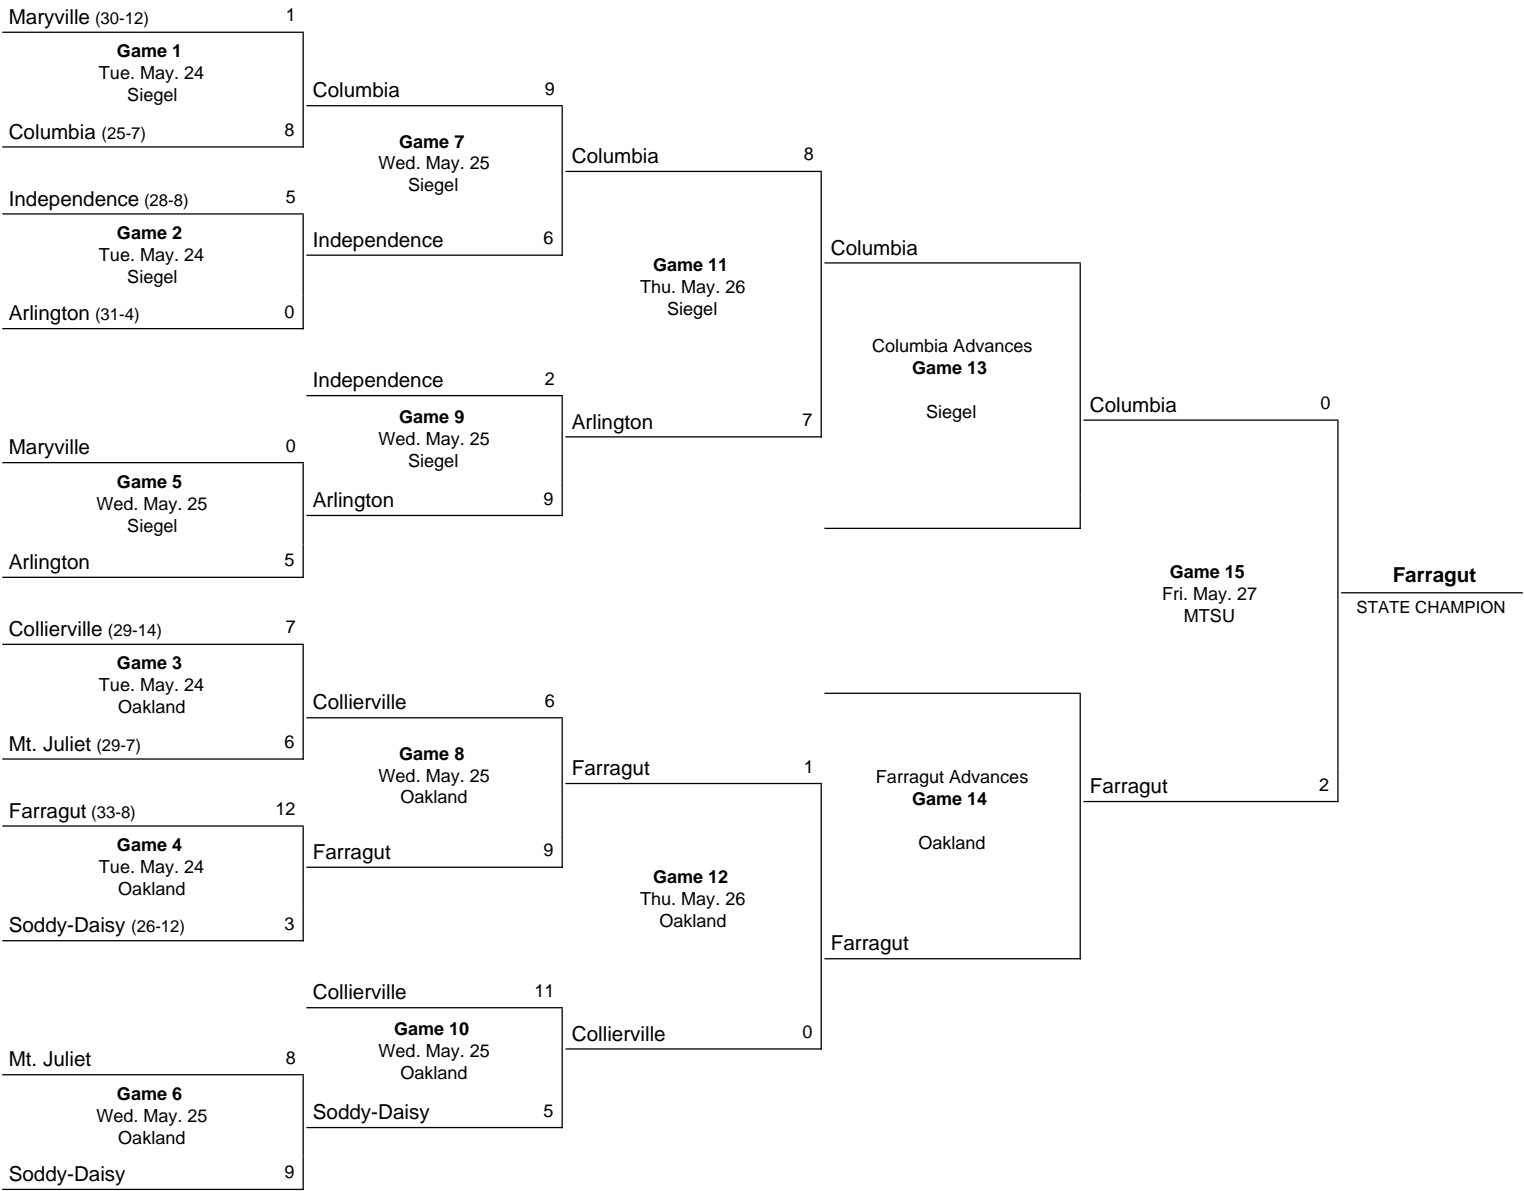 Maryville (30-12) 1
Game 1
Tue. May. 24
Siegel
Columbia (25-7) 8
Independence (28-8) 5
Game 2
Tue. May. 24
Siegel
Arlington (31-4) 0
Maryville 0
Game 5
Wed. May. 25
Siegel
Arlington 5
Collierville (29-14) 7
Game 3
Tue. May. 24
Oakland
Mt. Juliet (29-7) 6
Farragut (33-8) 12
Game 4
Tue. May. 24
Oakland
Soddy-Daisy (26-12) 3
Mt. Juliet 8
Game 6
Wed. May. 25
Oakland
Soddy-Daisy 9
Columbia 9
Game 7
Wed. May. 25
Siegel
Independence 6
Independence 2
Game 9
Wed. May. 25
Siegel
Arlington 9
Collierville 6
Game 8
Wed. May. 25
Oakland
Farragut 9
Collierville 11
Game 10
Wed. May. 25
Oakland
Soddy-Daisy 5
Columbia 8
Game 11
Thu. May. 26
Siegel
Arlington 7
Farragut 1
Game 12
Thu. May. 26
Oakland
Collierville 0
Columbia
Columbia Advances
Game 13
Siegel
Farragut Advances
Game 14
Oakland
Farragut
Columbia 0
Game 15
Fri. May. 27
MTSU
Farragut 2
Farragut
STATE CHAMPION